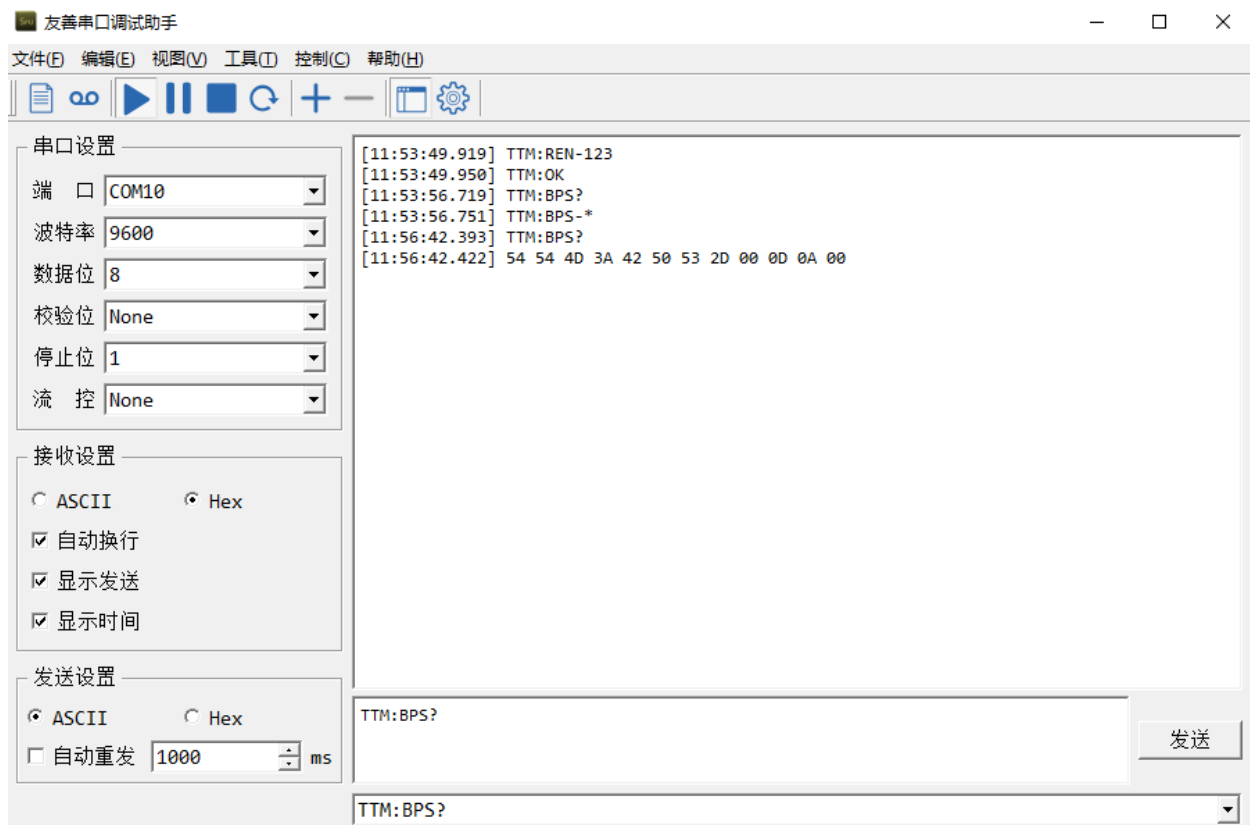 友善串口调试助手
文件(F) 编辑(E) 视图(V) 工具(T) 控制(C) 帮助(H)
串口设置
端 口 COM10
波特率 9600
数据位 8
校验位 None
停止位 1
流 控 None
接收设置
ASCII Hex
自动换行
显示发送
显示时间
发送设置
ASCII Hex
自动重发 1000 ms
[11:53:49.919] TTM:REN-123
[11:53:49.950] TTM:OK
[11:53:56.719] TTM:BPS?
[11:53:56.751] TTM:BPS-*
[11:56:42.393] TTM:BPS?
[11:56:42.422] 54 54 4D 3A 42 50 53 2D 00 0D 0A 00
TTM:BPS?
发送
TTM:BPS?